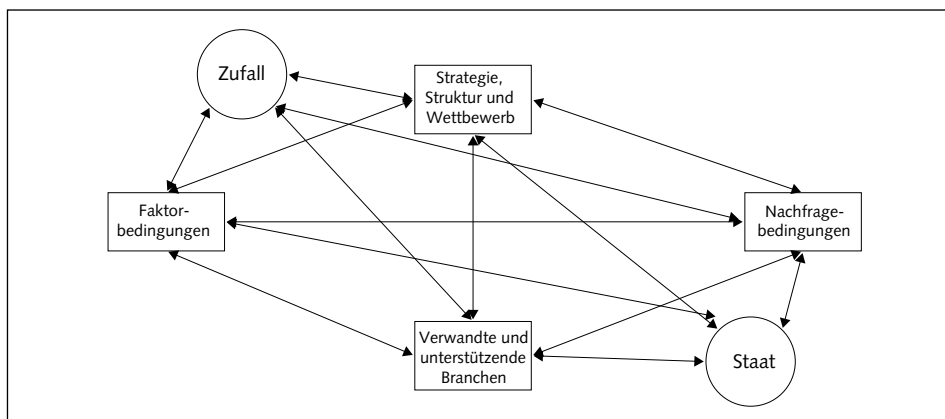 Zufall
Strategie,
Struktur und
Wettbewerb
Faktor-
bedingungen
Nachfrage-
bedingungen
Verwandte und
unterstützende
Branchen
Staat